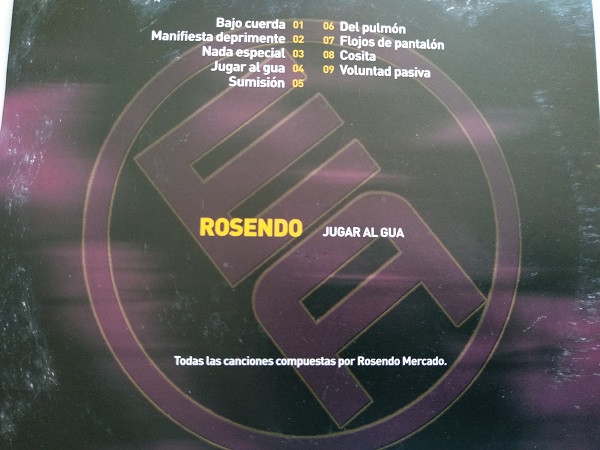 Bajo cuerda 01
Manifiesta deprimente 02
Nada especial 03
Jugar al gua 04
Sumisión 05
06 Del pulmón
07 Flojos de pantalón
08 Cosita
09 Voluntad pasiva
ROSENDO JUGAR AL GUA
Todas las canciones compuestas por Rosendo Mercado.